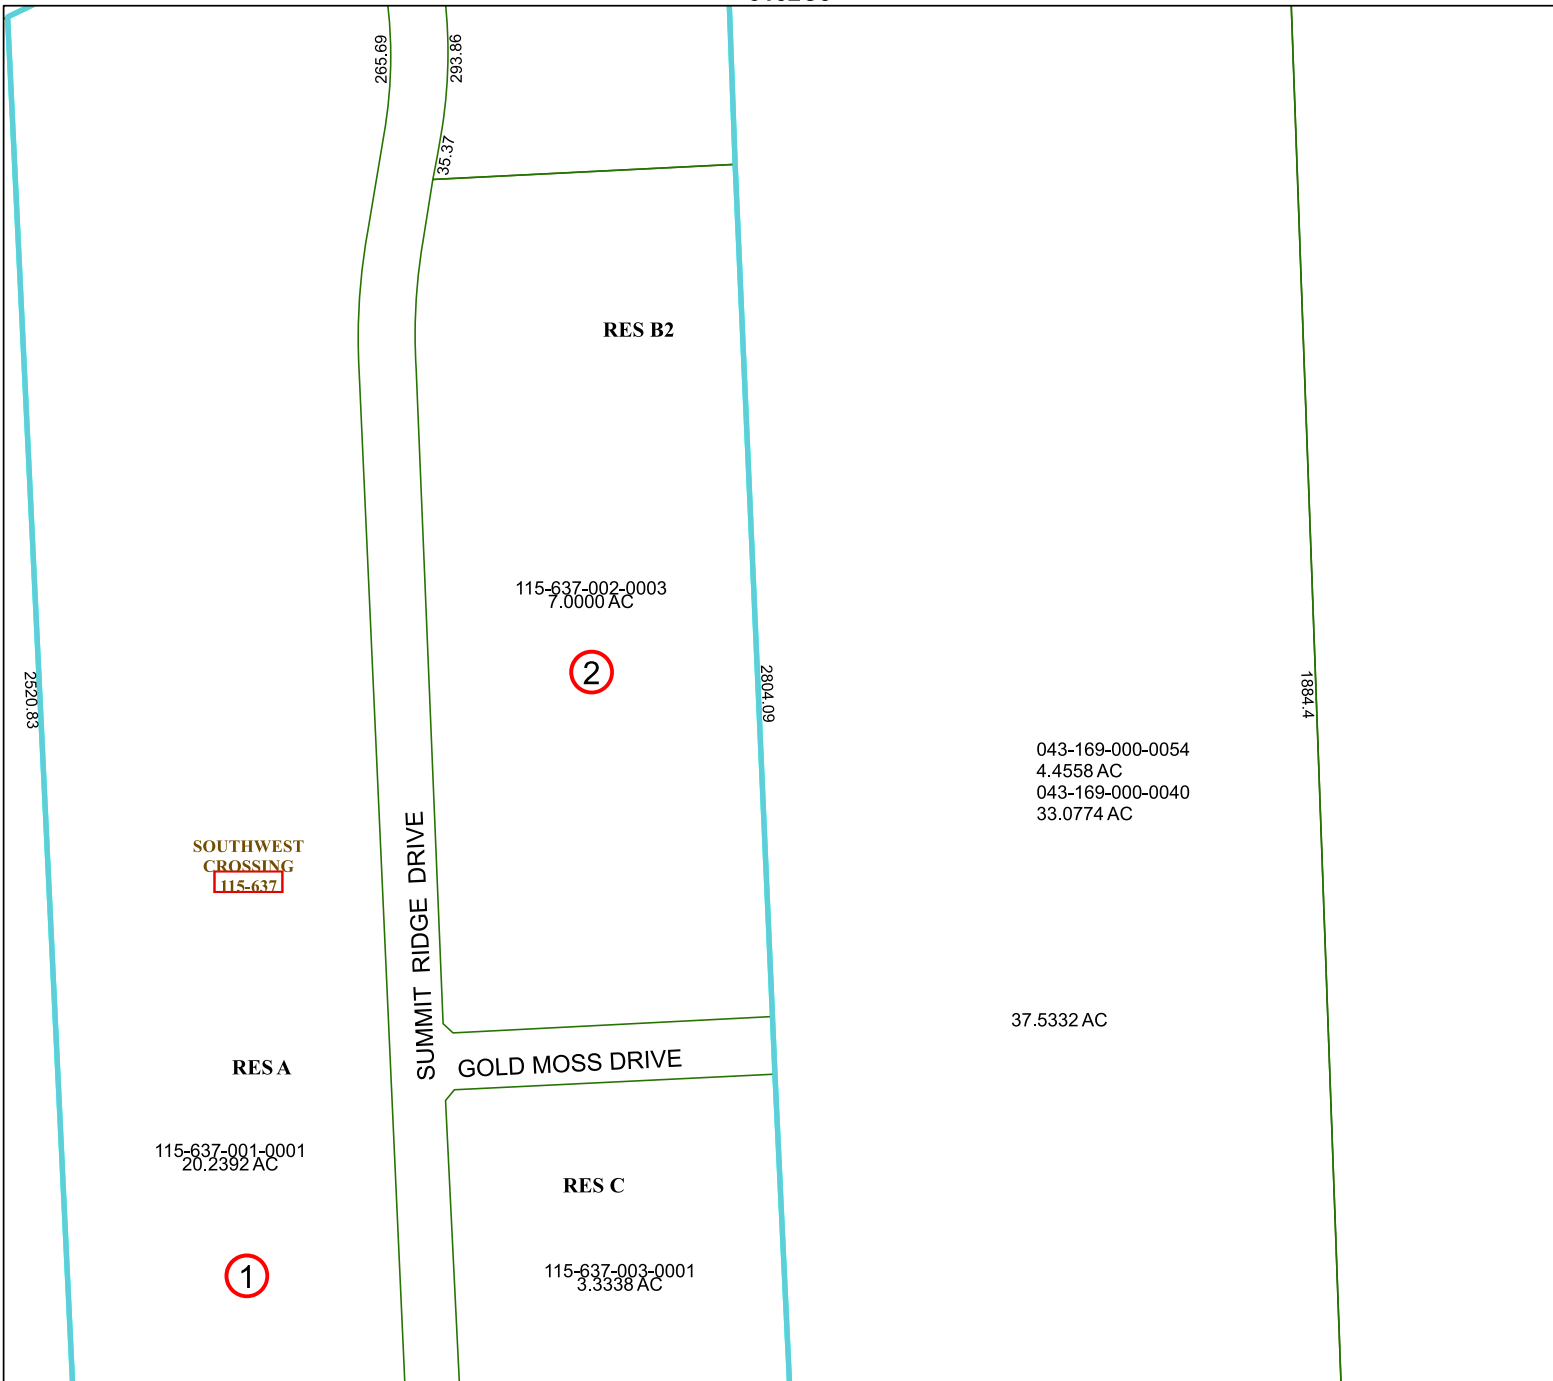 265.69
293.86
35.37
RES B2
115-637-002-0003
7.0000 AC
2
2520.83
2804.09
1884.4
043-169-000-0054
4.4558 AC
043-169-000-0040
33.0774 AC
SOUTHWEST
CROSSING
115-637
SUMMIT RIDGE DRIVE
37.5332 AC
RES A
GOLD MOSS DRIVE
115-637-001-0001
20.2392 AC
RES C
1
115-637-003-0001
3.3338 AC